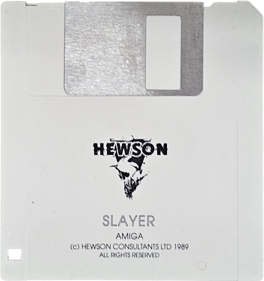 HEWSON
SLAYER
AMIGA
(c) HEWSON CONSULTANTS LTD 1989
ALL RIGHTS RESERVED